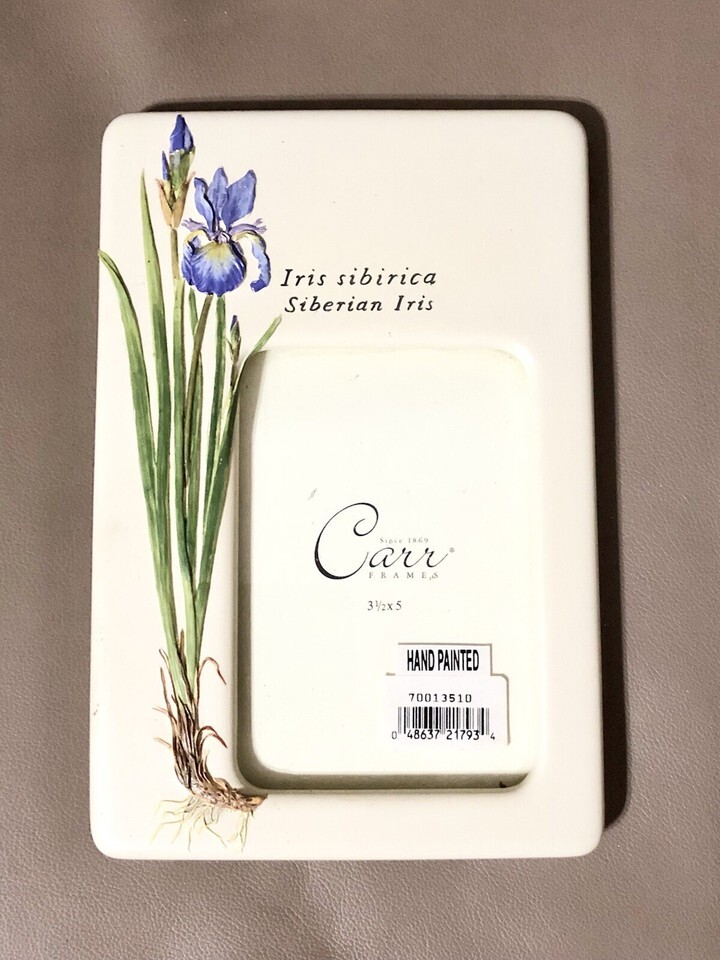 Iris sibirica
Siberian Iris
Since 1869
Carr®
FRAMES
3½x5
HAND PAINTED
70013510
0 48637 21793 4